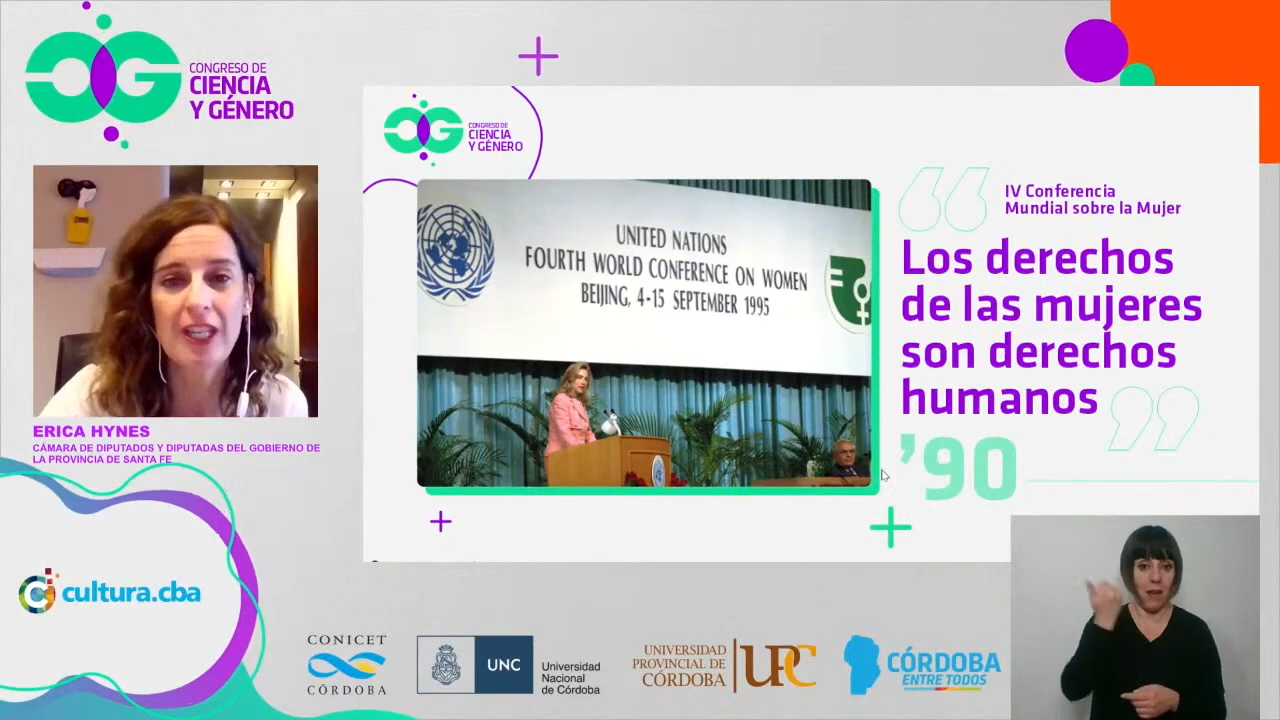 CONGRESO DE
CIENCIA
Y GÉNERO
CONGRESO DE
CIENCIA
Y GÉNERO
UNITED NATIONS
FOURTH WORLD CONFERENCE ON WOMEN
BEIJING, 4-15 SEPTEMBER 1995
IV Conferencia
Mundial sobre la Mujer
Los derechos
de las mujeres
son derechos
humanos
’90
ERICA HYNES
CÁMARA DE DIPUTADOS Y DIPUTADAS DEL GOBIERNO DE
LA PROVINCIA DE SANTA FE
cultura.cba
CONICET
CÓRDOBA
UNC
Universidad
Nacional
de Córdoba
UNIVERSIDAD
PROVINCIAL DE
CÓRDOBA
UPC
CÓRDOBA
ENTRE TODOS